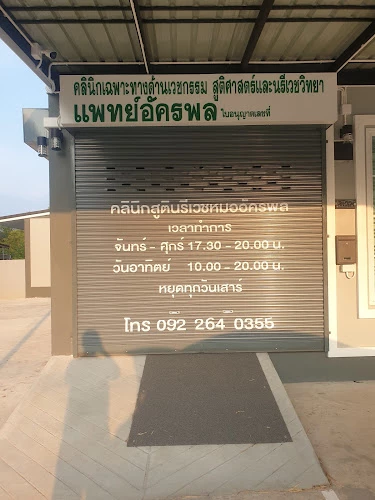 คลินิกเฉพาะทางด้านเวชกรรม สูติศาสตร์และนรีเวชวิทยา
แพทย์อัครพล ใบอนุญาตเลขที่
คลินิกสูตินรีเวชหมออัครพล
เวลาทำการ
จันทร์ - ศุกร์ 17.30 - 20.00 น.
วันอาทิตย์ 10.00 - 20.00 น.
หยุดทุกวันเสาร์
โทร 092 264 0355